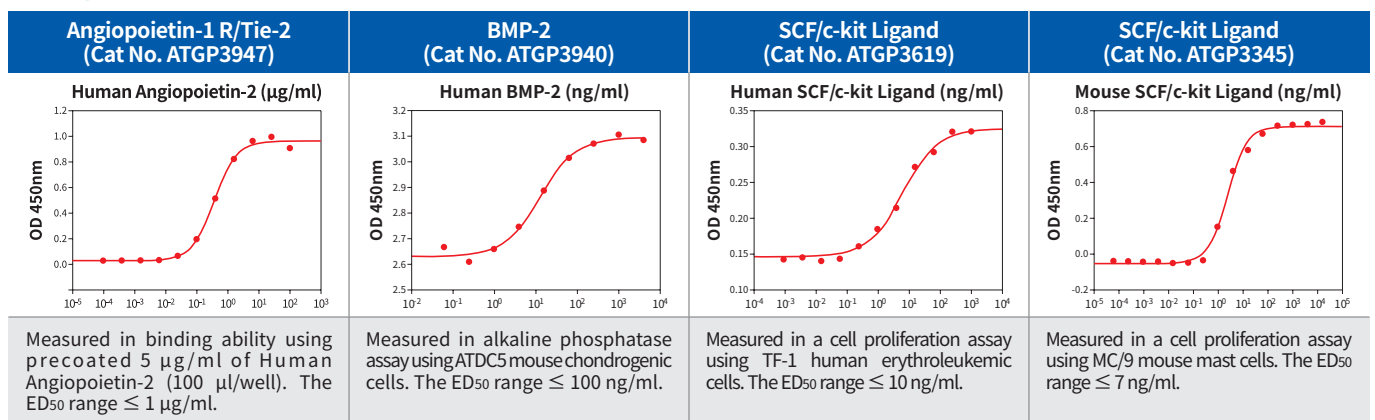 Angiopoietin-1 R/Tie-2
(Cat No. ATGP3947)
Human Angiopoietin-2 (µg/ml)
OD 450nm
1.2
1.0
0.8
0.6
0.4
0.2
0.0
10-5 10-4 10-3 10-2 10-1 100 101 102 103
Measured in binding ability using
precoated 5 µg/ml of Human
Angiopoietin-2 (100 µl/well). The
ED50 range ≤ 1 µg/ml.
BMP-2
(Cat No. ATGP3940)
Human BMP-2 (ng/ml)
OD 450nm
3.2
3.1
3.0
2.9
2.8
2.7
2.6
2.5
10-2 10-1 100 101 102 103 104
Measured in alkaline phosphatase
assay using ATDC5 mouse chondrogenic
cells. The ED50 range ≤ 100 ng/ml.
SCF/c-kit Ligand
(Cat No. ATGP3619)
Human SCF/c-kit Ligand (ng/ml)
OD 450nm
0.35
0.30
0.25
0.20
0.15
0.10
10-4 10-3 10-2 10-1 100 101 102 103 104
Measured in a cell proliferation assay
using TF-1 human erythroleukemic
cells. The ED50 range ≤ 10 ng/ml.
SCF/c-kit Ligand
(Cat No. ATGP3345)
Mouse SCF/c-kit Ligand (ng/ml)
OD 450nm
0.8
0.6
0.4
0.2
0.0
-0.2
10-5 10-4 10-3 10-2 10-1 100 101 102 103 104 105
Measured in a cell proliferation assay
using MC/9 mouse mast cells. The ED50
range ≤ 7 ng/ml.